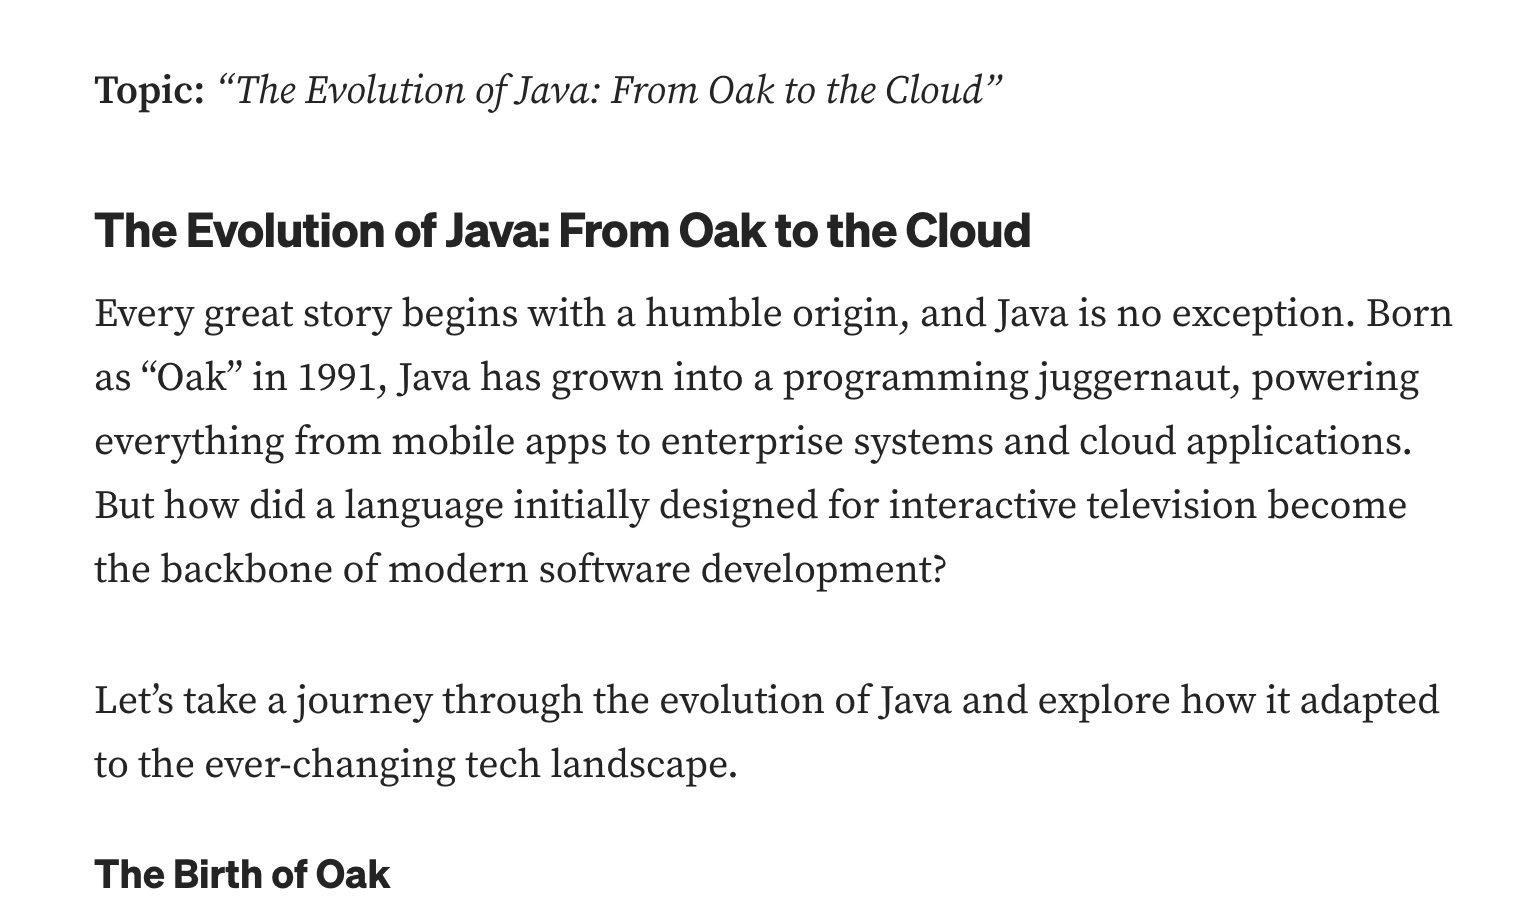 Topic: “The Evolution of Java: From Oak to the Cloud”
The Evolution of Java: From Oak to the Cloud
Every great story begins with a humble origin, and Java is no exception. Born
as “Oak” in 1991, Java has grown into a programming juggernaut, powering
everything from mobile apps to enterprise systems and cloud applications.
But how did a language initially designed for interactive television become
the backbone of modern software development?
Let’s take a journey through the evolution of Java and explore how it adapted
to the ever-changing tech landscape.
The Birth of Oak